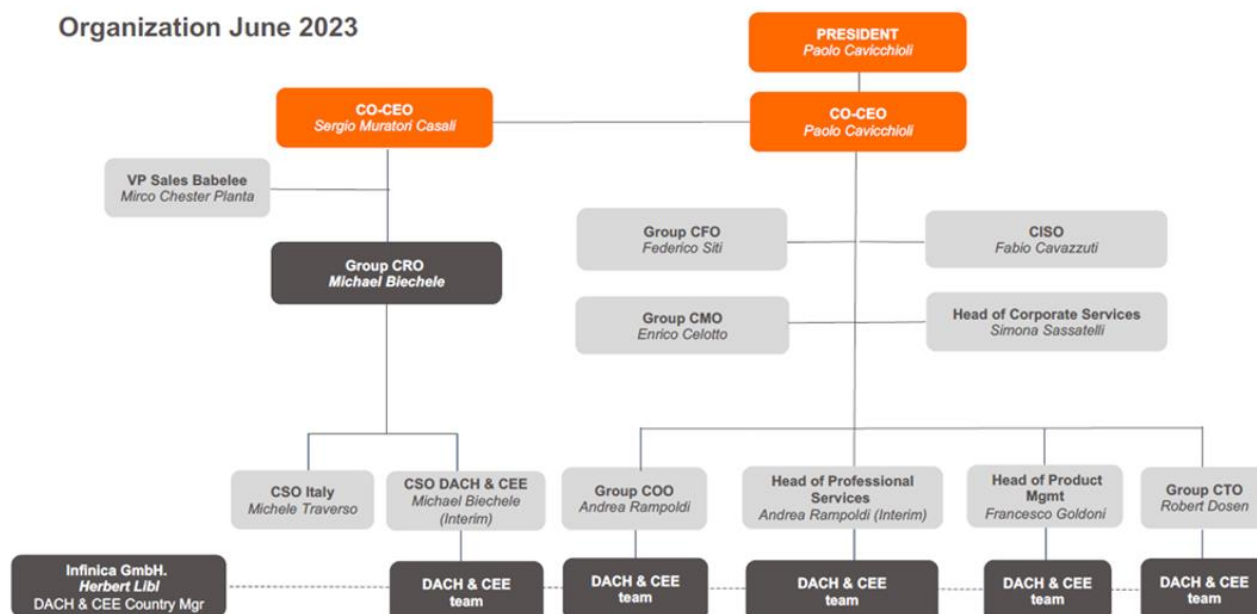 Organization June 2023
PRESIDENT
Paolo Cavicchioli
CO-CEO
Sergio Muratori Casali
CO-CEO
Paolo Cavicchioli
VP Sales Babelee
Mirco Chester Planta
Group CRO
Michael Biechele
Group CFO
Federico Siti
CISO
Fabio Cavazzuti
Group CMO
Enrico Celotto
Head of Corporate Services
Simona Sassatelli
CSO Italy
Michele Traverso
CSO DACH & CEE
Michael Biechele
(Interim)
Group COO
Andrea Rampoldi
Head of Professional
Services
Andrea Rampoldi (Interim)
Head of Product
Mgmt
Francesco Goldoni
Group CTO
Robert Dosen
Infinica GmbH.
Herbert Libl
DACH & CEE Country Mgr
DACH & CEE
team
DACH & CEE
team
DACH & CEE
team
DACH & CEE
team
DACH & CEE
team